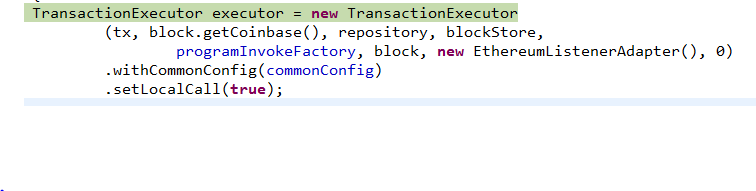 TransactionExecutor executor = new TransactionExecutor
(tx, block.getCoinbase(), repository, blockStore,
programInvokeFactory, block, new EthereumListenerAdapter(), 0)
.withCommonConfig(commonConfig)
.setLocalCall(true);